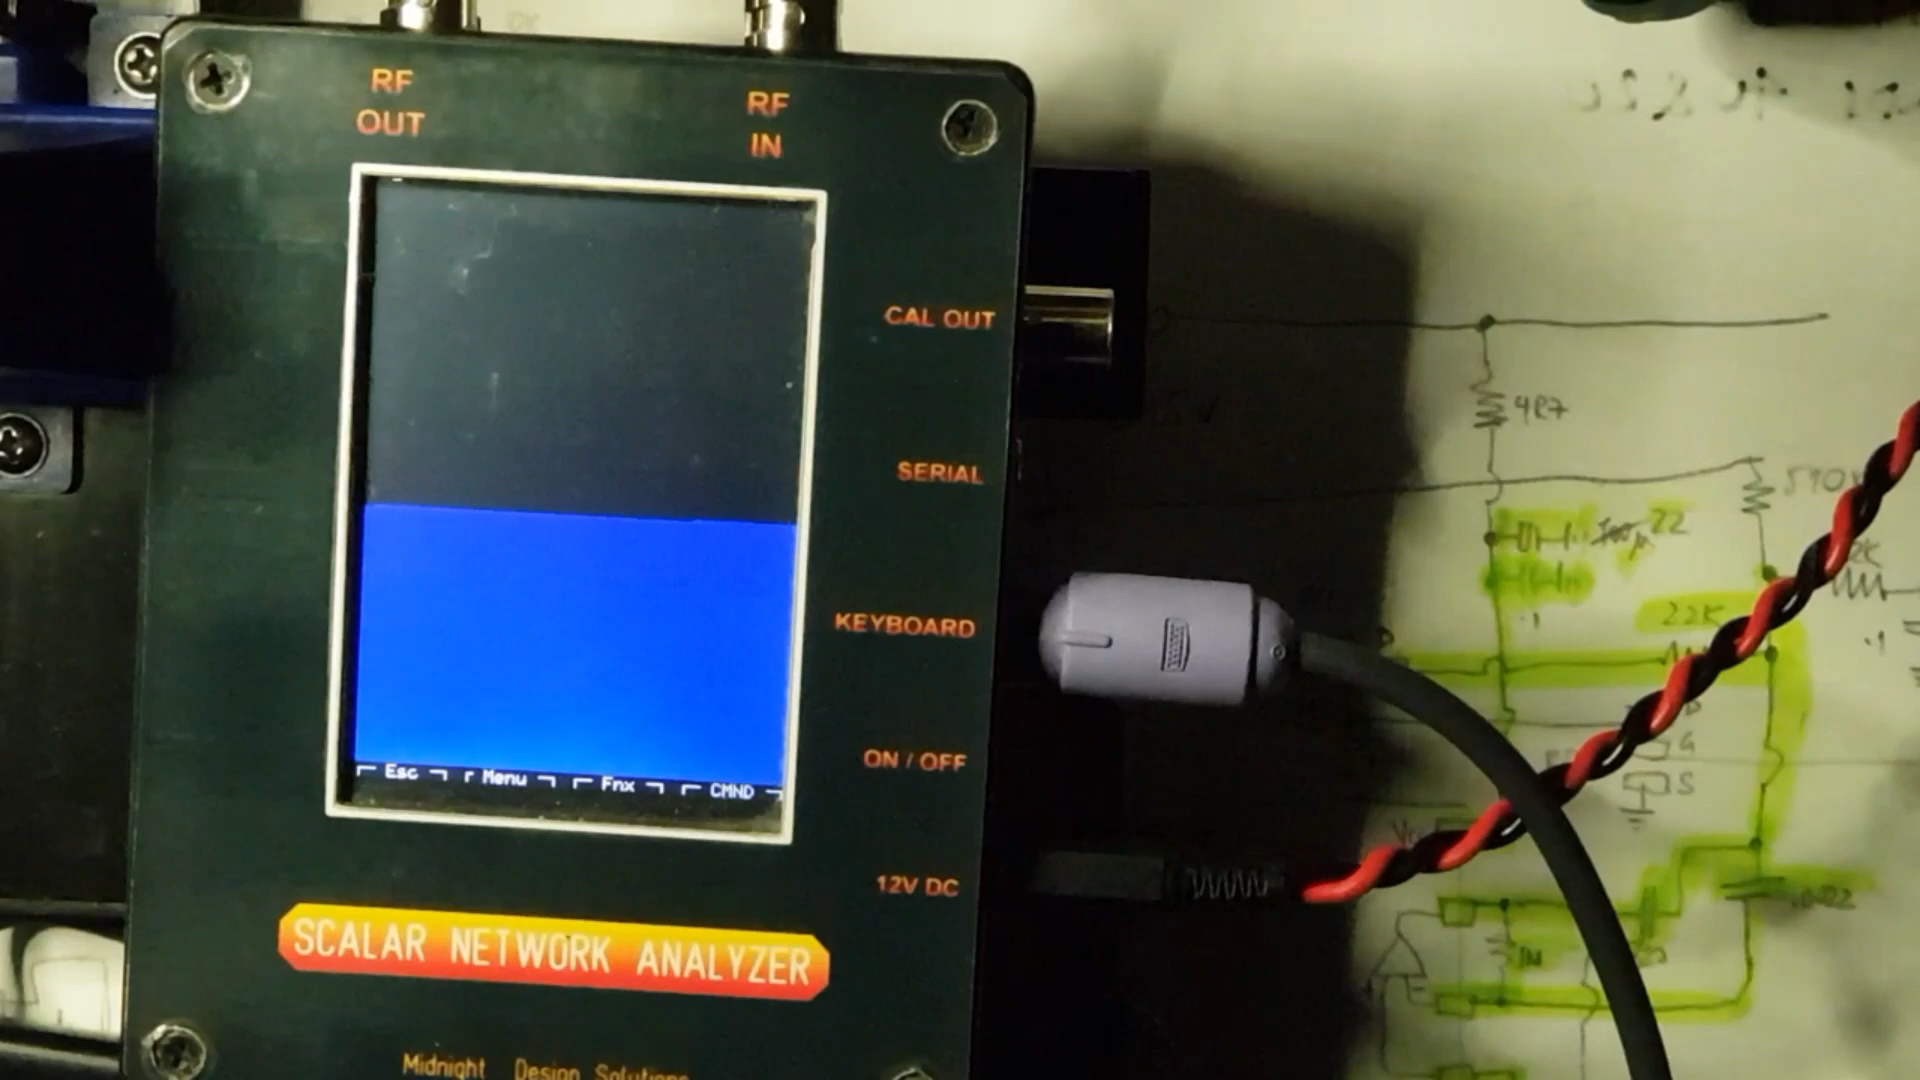 RF
OUT
RF
IN
CAL OUT
SERIAL
KEYBOARD
ON / OFF
12V DC
Esc Menu Fnx CMND
SCALAR NETWORK ANALYZER
Midnight Design Solutions
4R7
22
22K
G
S